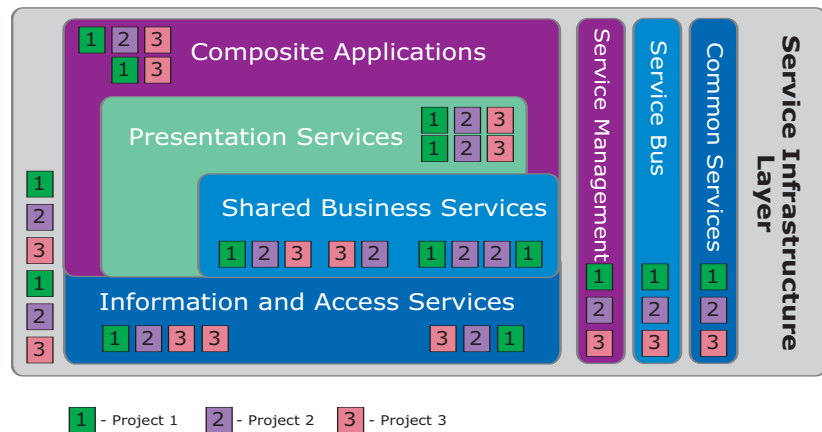 1 2 3
1 3
Composite Applications
Presentation Services
1 2 3
1 2 3
Shared Business Services
1 2 3 3 2 1 2 2 1
Information and Access Services
1 2 3 3 3 2 1
1
2
3
1
2
3
Service Management
1
2
3
Service Bus
1
2
3
Common Services
1
2
3
Service Infrastructure
Layer
1 - Project 1 2 - Project 2 3 - Project 3